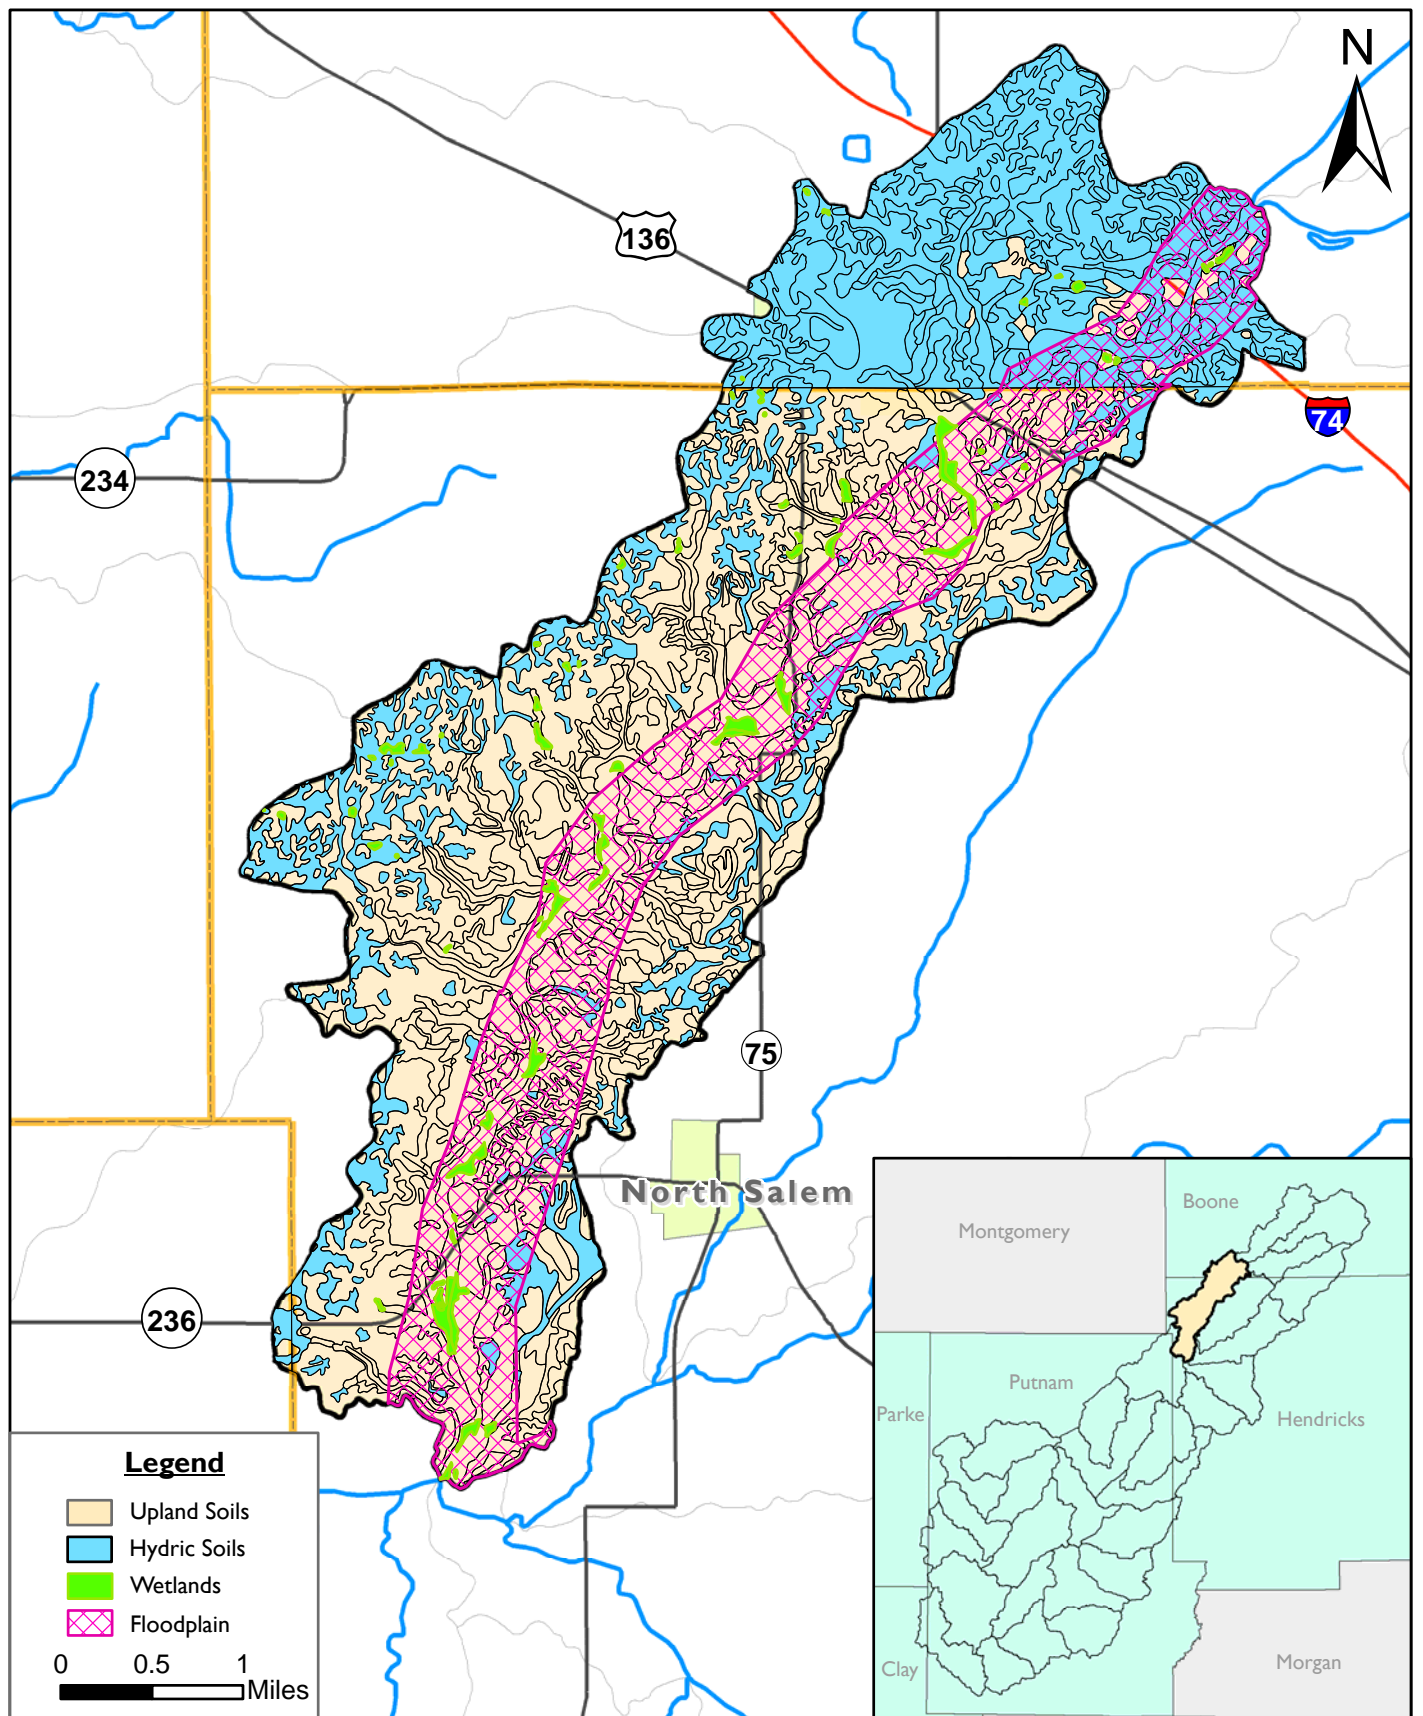 N
136
74
234
75
North Salem
236
Legend
Upland Soils
Hydric Soils
Wetlands
Floodplain
0 0.5 1
Miles
Boone
Montgomery
Putnam
Parke
Hendricks
Clay
Morgan